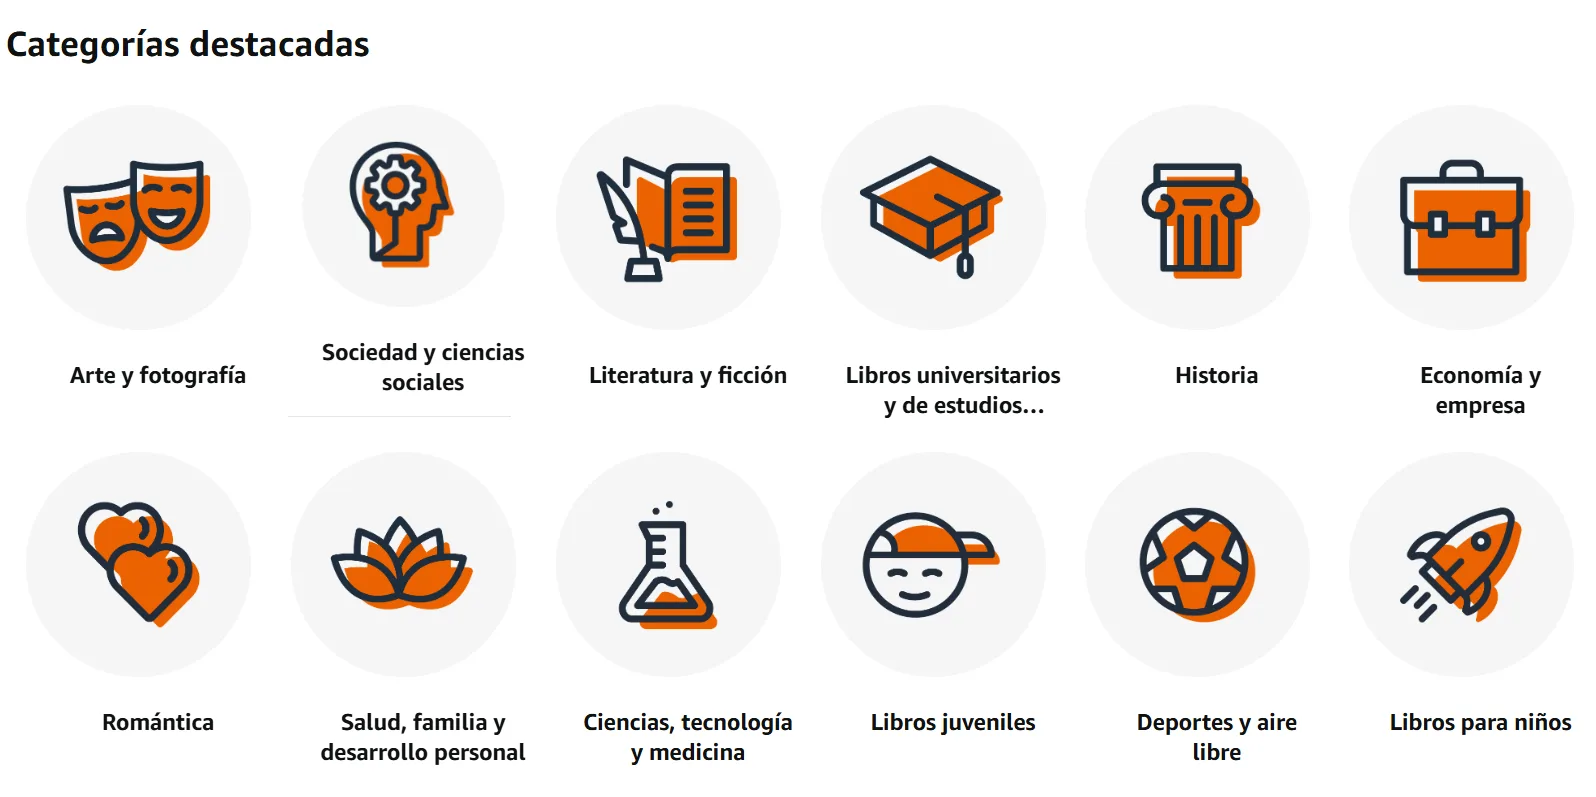 Categorías destacadas
Arte y fotografía
Sociedad y ciencias
sociales
Literatura y ficción
Libros universitarios
y de estudios...
Historia
Economía y
empresa
Romántica
Salud, familia y
desarrollo personal
Ciencias, tecnología
y medicina
Libros juveniles
Deportes y aire
libre
Libros para niños